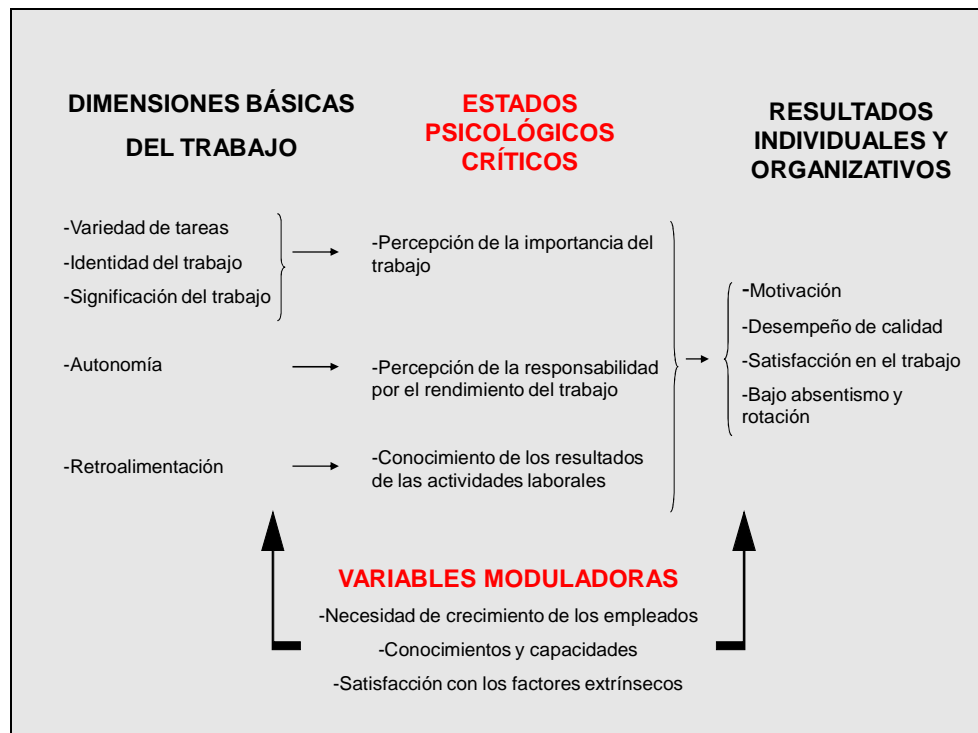 DIMENSIONES BÁSICAS
DEL TRABAJO
ESTADOS
PSICOLÓGICOS
CRÍTICOS
RESULTADOS
INDIVIDUALES Y
ORGANIZATIVOS
-Variedad de tareas
-Identidad del trabajo
-Significación del trabajo
-Autonomía
-Retroalimentación
-Percepción de la importancia del
trabajo
-Percepción de la responsabilidad
por el rendimiento del trabajo
-Conocimiento de los resultados
de las actividades laborales
-Motivación
-Desempeño de calidad
-Satisfacción en el trabajo
-Bajo absentismo y
rotación
VARIABLES MODULADORAS
-Necesidad de crecimiento de los empleados
-Conocimientos y capacidades
-Satisfacción con los factores extrínsecos